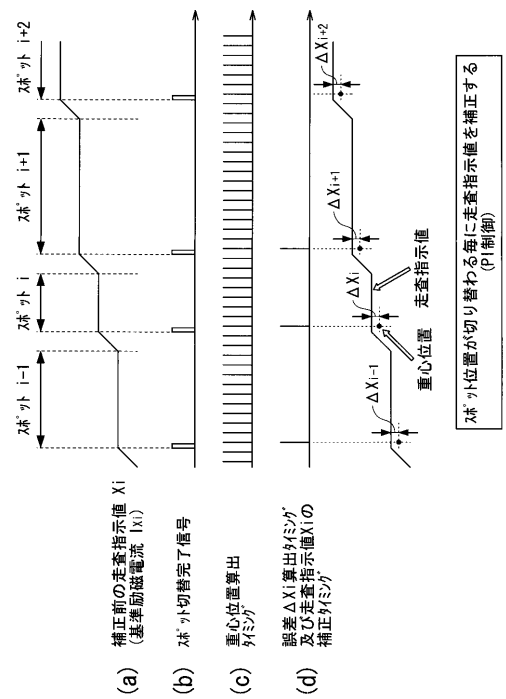 スポット i-1
スポット i
スポット i+1
スポット i+2
(a) 補正前の走査指示値 Xi
(基準励磁電流 Ixi)
(b) スポット切替完了信号
(c) 重心位置算出
タイミング
(d) 誤差ΔXi算出タイミング
及び走査指示値Xiの
補正タイミング
ΔXi-1
ΔXi
ΔXi+1
ΔXi+2
重心位置
走査指示値
スポット位置が切り替わる毎に走査指示値を補正する
(PI制御)